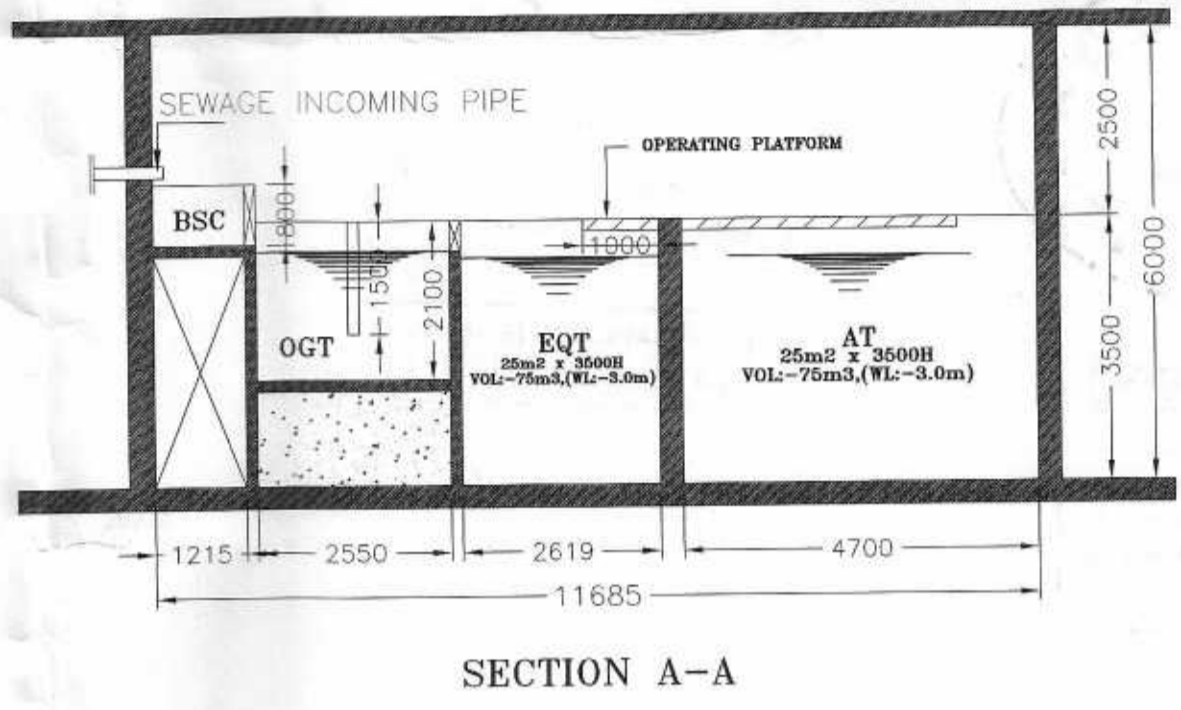 SEWAGE INCOMING PIPE
OPERATING PLATFORM
2500
BSC
1800
1000
6000
1500
2100
3500
OGT
EQT
25m2 x 3500H
VOL:-75m3,(WL:-3.0m)
AT
25m2 x 3500H
VOL:-75m3,(WL:-3.0m)
1215
2550
2619
4700
11685
SECTION A-A